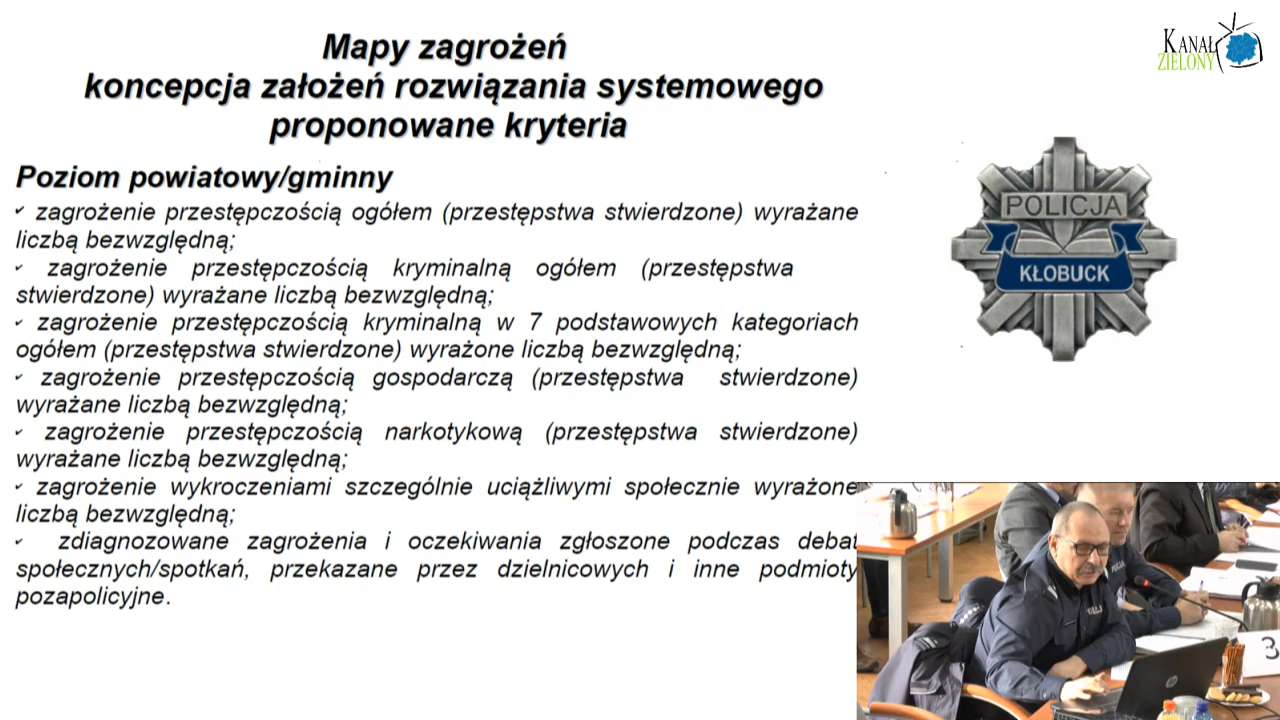 Mapy zagrożeń
koncepcja założeń rozwiązania systemowego
proponowane kryteria
KANAŁ
ZIELONY
Poziom powiatowy/gminny
✓ zagrożenie przestępczością ogółem (przestępstwa stwierdzone) wyrażane
liczbą bezwzględną;
✓ zagrożenie przestępczością kryminalną ogółem (przestępstwa
stwierdzone) wyrażane liczbą bezwzględną;
✓ zagrożenie przestępczością kryminalną w 7 podstawowych kategoriach
ogółem (przestępstwa stwierdzone) wyrażone liczbą bezwzględną;
✓ zagrożenie przestępczością gospodarczą (przestępstwa stwierdzone)
wyrażane liczbą bezwzględną;
✓ zagrożenie przestępczością narkotykową (przestępstwa stwierdzone)
wyrażane liczbą bezwzględną;
✓ zagrożenie wykroczeniami szczególnie uciążliwymi społecznie wyrażone
liczbą bezwzględną;
✓ zdiagnozowane zagrożenia i oczekiwania zgłoszone podczas debat
społecznych/spotkań, przekazane przez dzielnicowych i inne podmioty
pozapolicyjne.
POLICJA
KŁOBUCK
3
hp